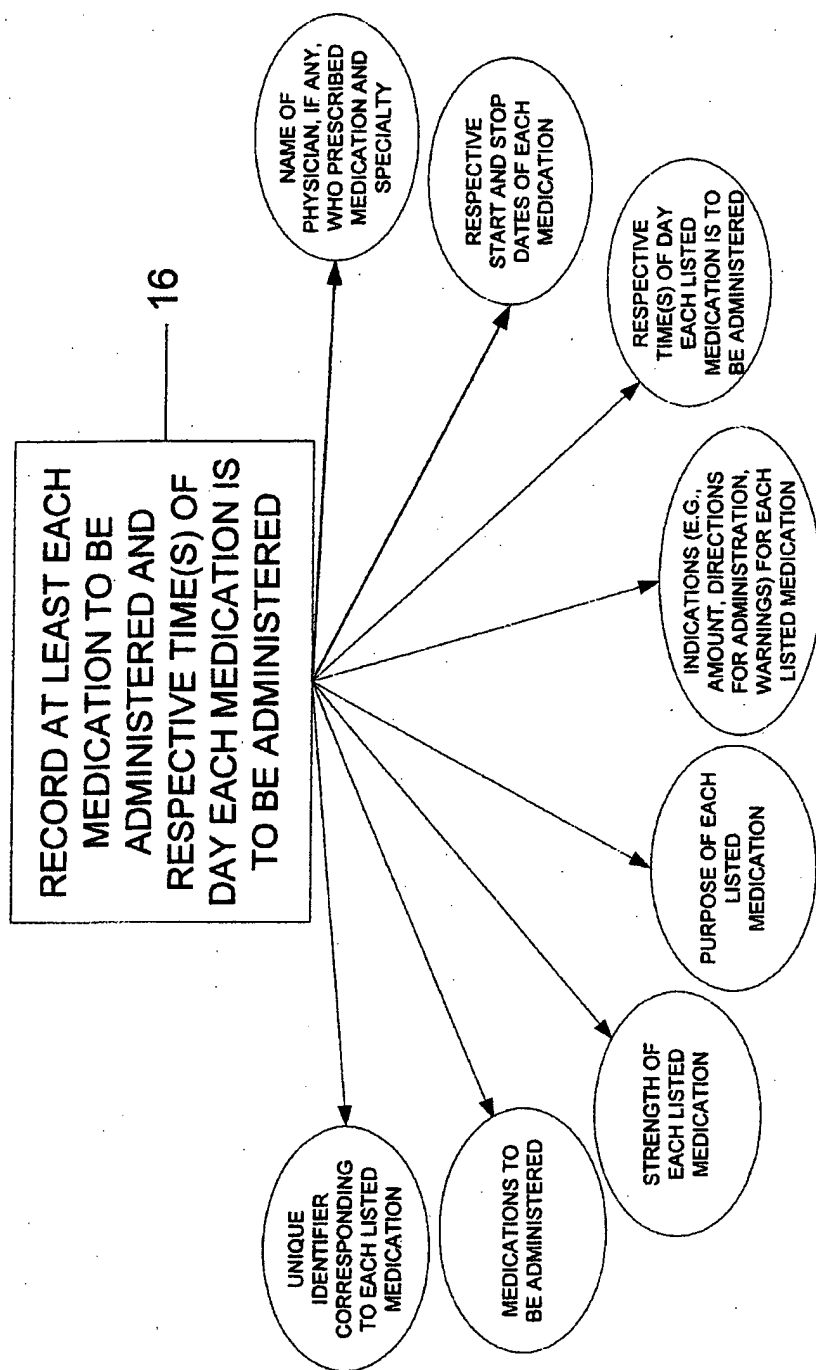 RECORD AT LEAST EACH
MEDICATION TO BE
ADMINISTERED AND
RESPECTIVE TIME(S) OF
DAY EACH MEDICATION IS
TO BE ADMINISTERED
16
UNIQUE
IDENTIFIER
CORRESPONDING
TO EACH LISTED
MEDICATION
MEDICATIONS TO
BE ADMINISTERED
STRENGTH OF
EACH LISTED
MEDICATION
PURPOSE OF EACH
LISTED
MEDICATION
INDICATIONS (E.G.,
AMOUNT, DIRECTIONS
FOR ADMINISTRATION,
WARNINGS) FOR EACH
LISTED MEDICATION
RESPECTIVE
TIME(S) OF DAY
EACH LISTED
MEDICATION IS TO
BE ADMINISTERED
RESPECTIVE
START AND STOP
DATES OF EACH
MEDICATION
NAME OF
PHYSICIAN, IF ANY,
WHO PRESCRIBED
MEDICATION AND
SPECIALTY